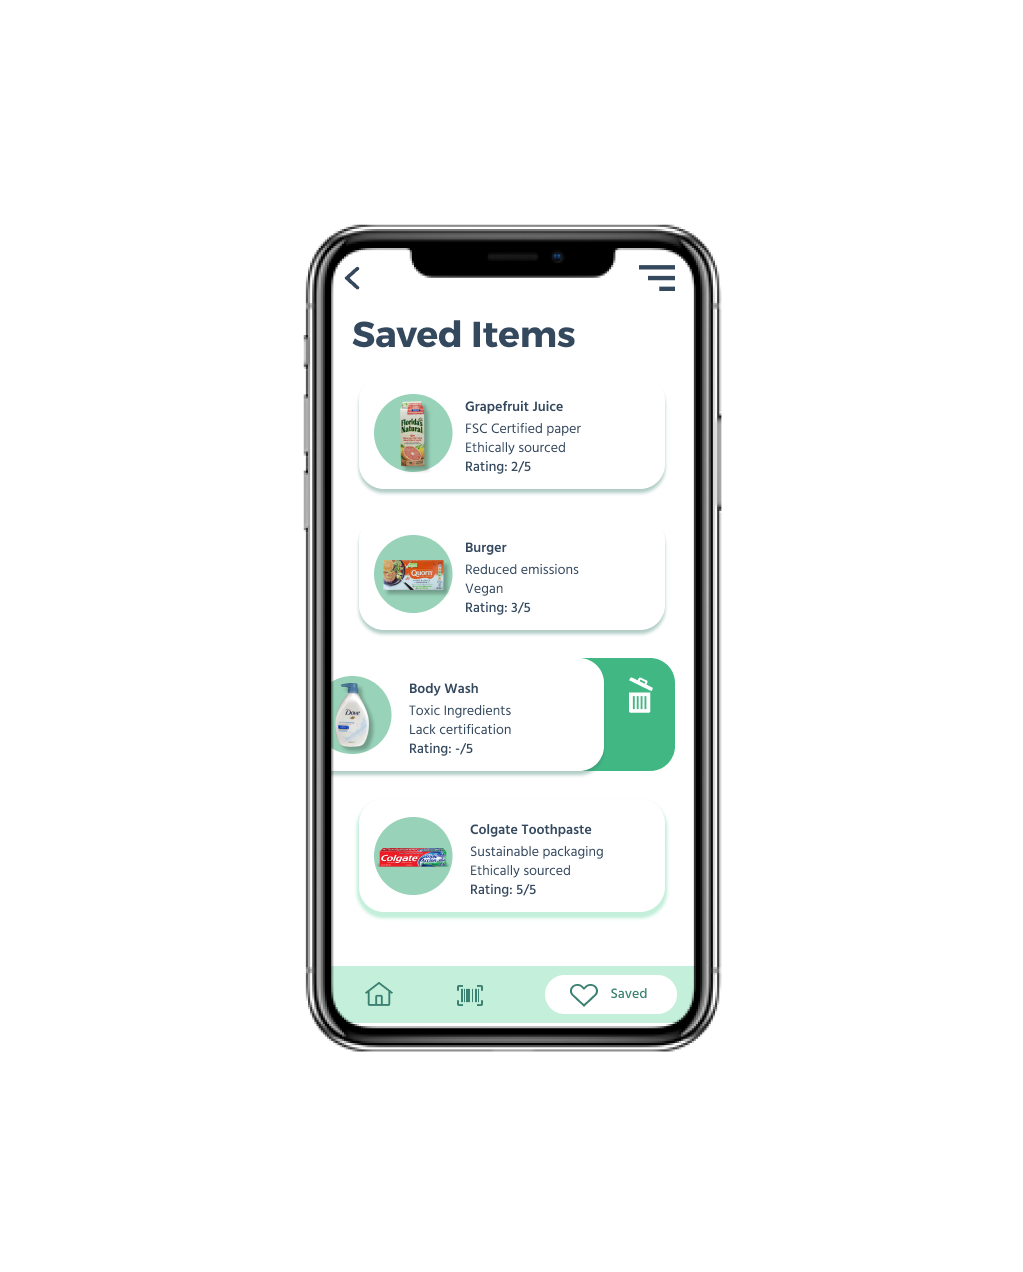 Saved Items
Grapefruit Juice
FSC Certified paper
Ethically sourced
Rating: 2/5
Florida's
Natural
Burger
Reduced emissions
Vegan
Rating: 3/5
Quorn
Body Wash
Toxic Ingredients
Lack certification
Rating: -/5
Dove
Colgate Toothpaste
Sustainable packaging
Ethically sourced
Rating: 5/5
Colgate
Saved